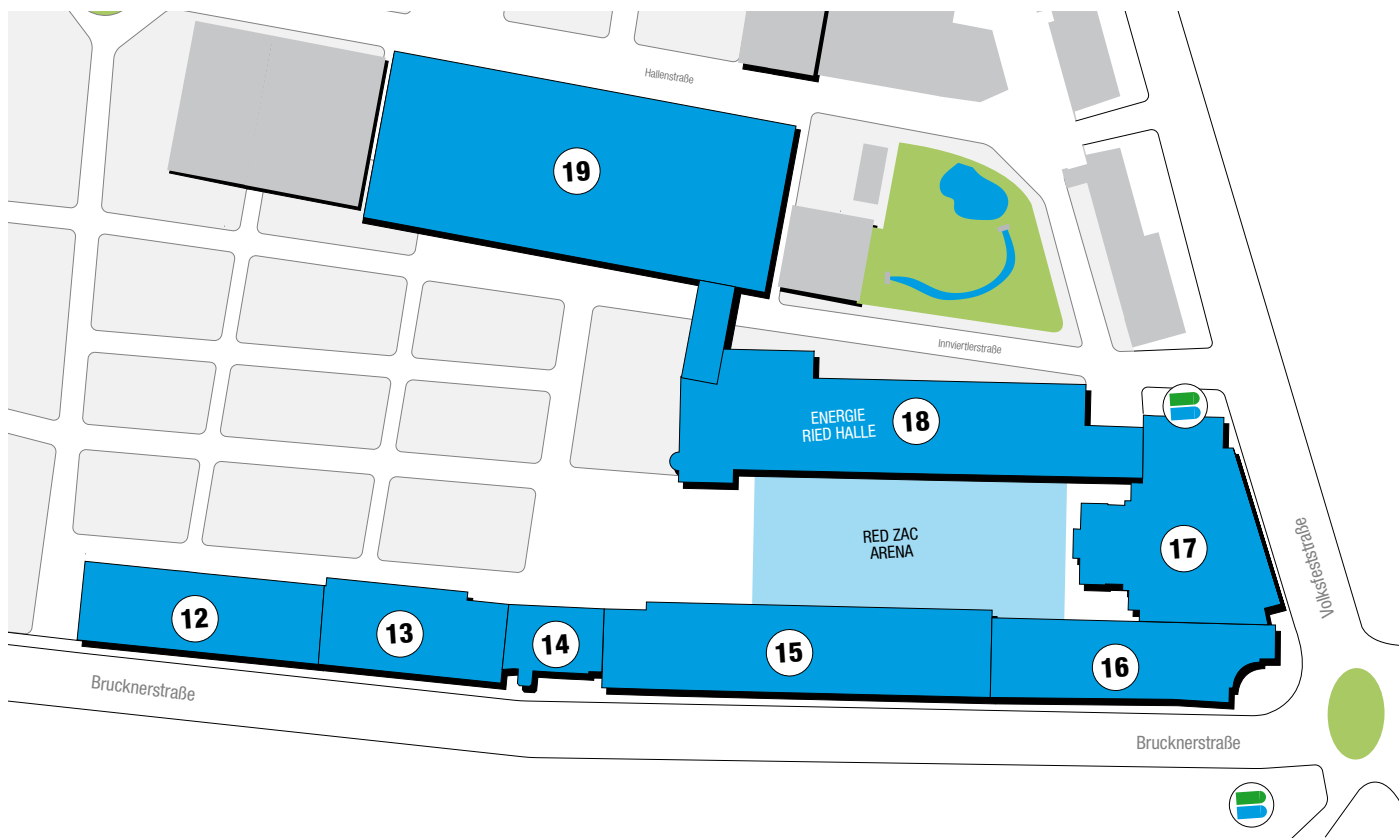 Hallenstraße
19
Innviertlerstraße
ENERGIE
RIED HALLE
18
RED ZAC
ARENA
17
Volksfeststraße
12
13
14
15
16
Brucknerstraße
Brucknerstraße